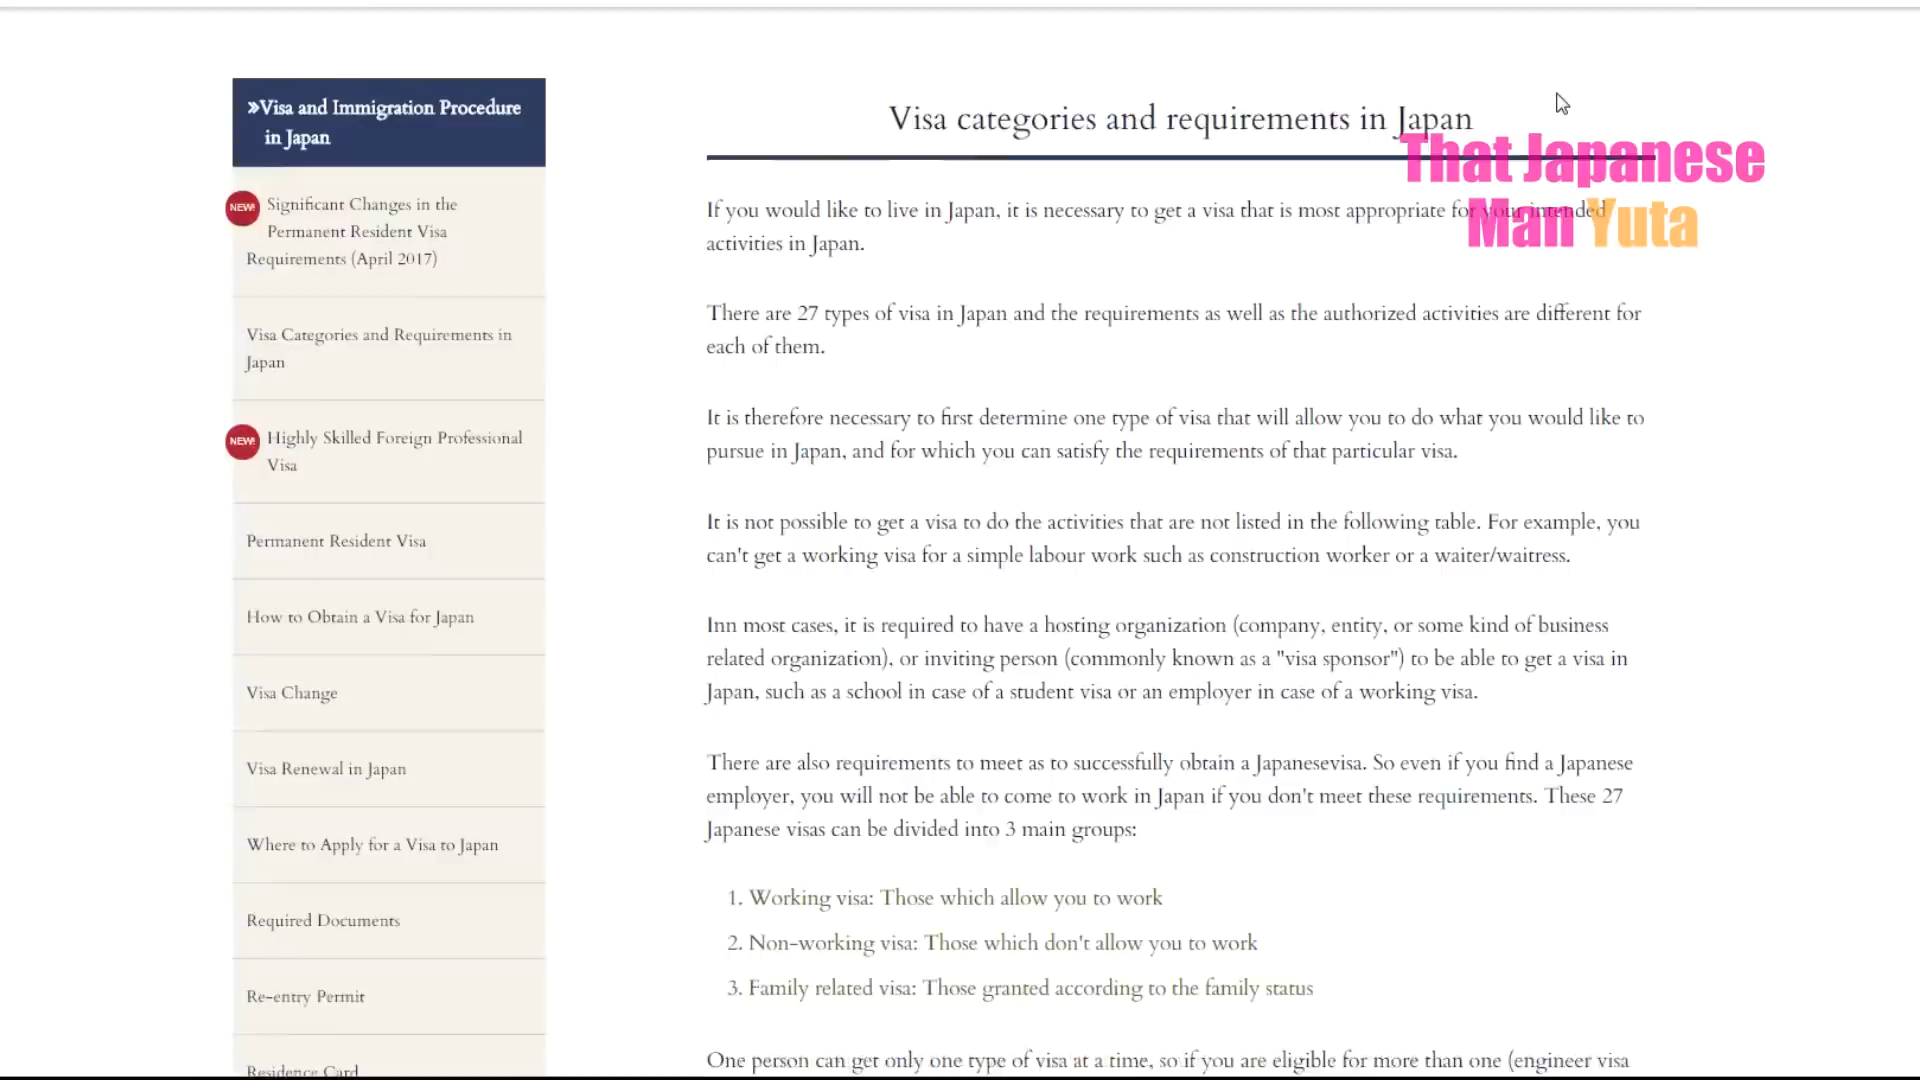 »Visa and Immigration Procedure
in Japan
NEW! Significant Changes in the
Permanent Resident Visa
Requirements (April 2017)
Visa Categories and Requirements in
Japan
NEW! Highly Skilled Foreign Professional
Visa
Permanent Resident Visa
How to Obtain a Visa for Japan
Visa Change
Visa Renewal in Japan
Where to Apply for a Visa to Japan
Required Documents
Re-entry Permit
Residence Card
Visa categories and requirements in Japan
That Japanese
Man Yuta
If you would like to live in Japan, it is necessary to get a visa that is most appropriate for your intended
activities in Japan.
There are 27 types of visa in Japan and the requirements as well as the authorized activities are different for
each of them.
It is therefore necessary to first determine one type of visa that will allow you to do what you would like to
pursue in Japan, and for which you can satisfy the requirements of that particular visa.
It is not possible to get a visa to do the activities that are not listed in the following table. For example, you
can't get a working visa for a simple labour work such as construction worker or a waiter/waitress.
Inn most cases, it is required to have a hosting organization (company, entity, or some kind of business
related organization), or inviting person (commonly known as a "visa sponsor") to be able to get a visa in
Japan, such as a school in case of a student visa or an employer in case of a working visa.
There are also requirements to meet as to successfully obtain a Japanesevisa. So even if you find a Japanese
employer, you will not be able to come to work in Japan if you don't meet these requirements. These 27
Japanese visas can be divided into 3 main groups:
1. Working visa: Those which allow you to work
2. Non-working visa: Those which don't allow you to work
3. Family related visa: Those granted according to the family status
One person can get only one type of visa at a time, so if you are eligible for more than one (engineer visa